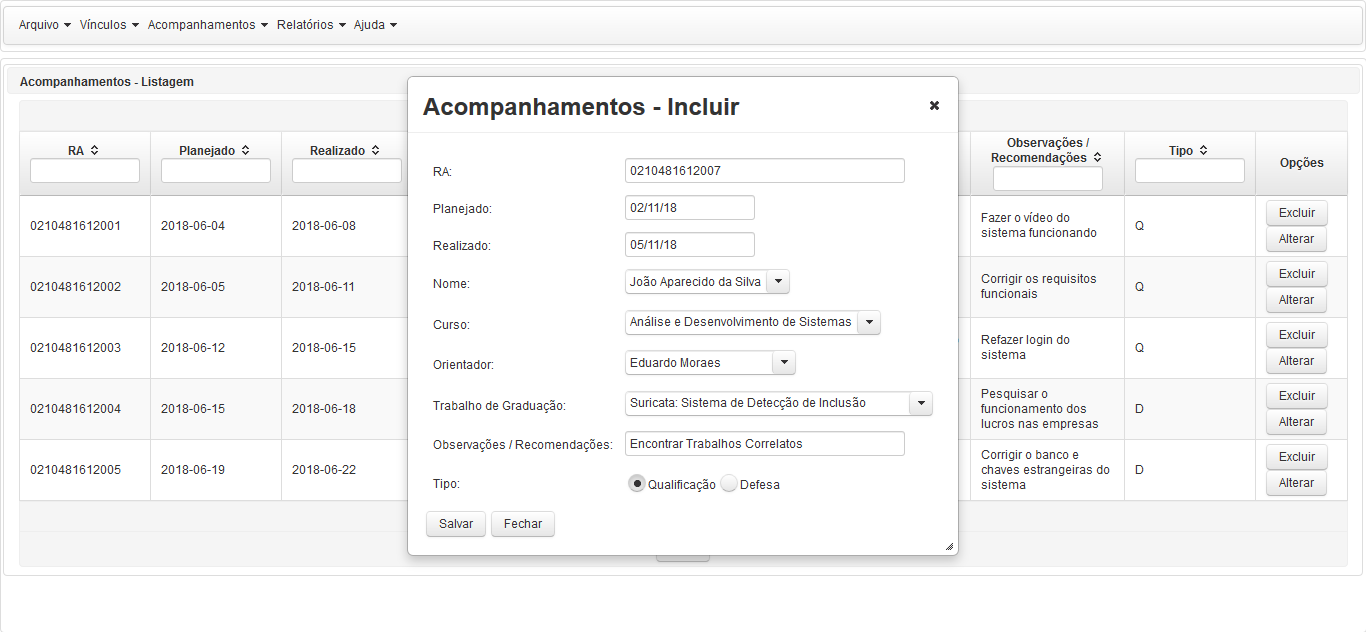 Arquivo Vínculos Acompanhamentos Relatórios Ajuda
Acompanhamentos - Listagem
RA Planejado Realizado Observações / Recomendações Tipo Opções
0210481612001 2018-06-04 2018-06-08 Fazer o vídeo do sistema funcionando Q Excluir Alterar
0210481612002 2018-06-05 2018-06-11 Corrigir os requisitos funcionais Q Excluir Alterar
0210481612003 2018-06-12 2018-06-15 Refazer login do sistema Q Excluir Alterar
0210481612004 2018-06-15 2018-06-18 Pesquisar o funcionamento dos lucros nas empresas D Excluir Alterar
0210481612005 2018-06-19 2018-06-22 Corrigir o banco e chaves estrangeiras do sistema D Excluir Alterar
Acompanhamentos - Incluir
RA: 0210481612007
Planejado: 02/11/18
Realizado: 05/11/18
Nome: João Aparecido da Silva
Curso: Análise e Desenvolvimento de Sistemas
Orientador: Eduardo Moraes
Trabalho de Graduação: Suricata: Sistema de Detecção de Inclusão
Observações / Recomendações: Encontrar Trabalhos Correlatos
Tipo: Qualificação Defesa
Salvar Fechar